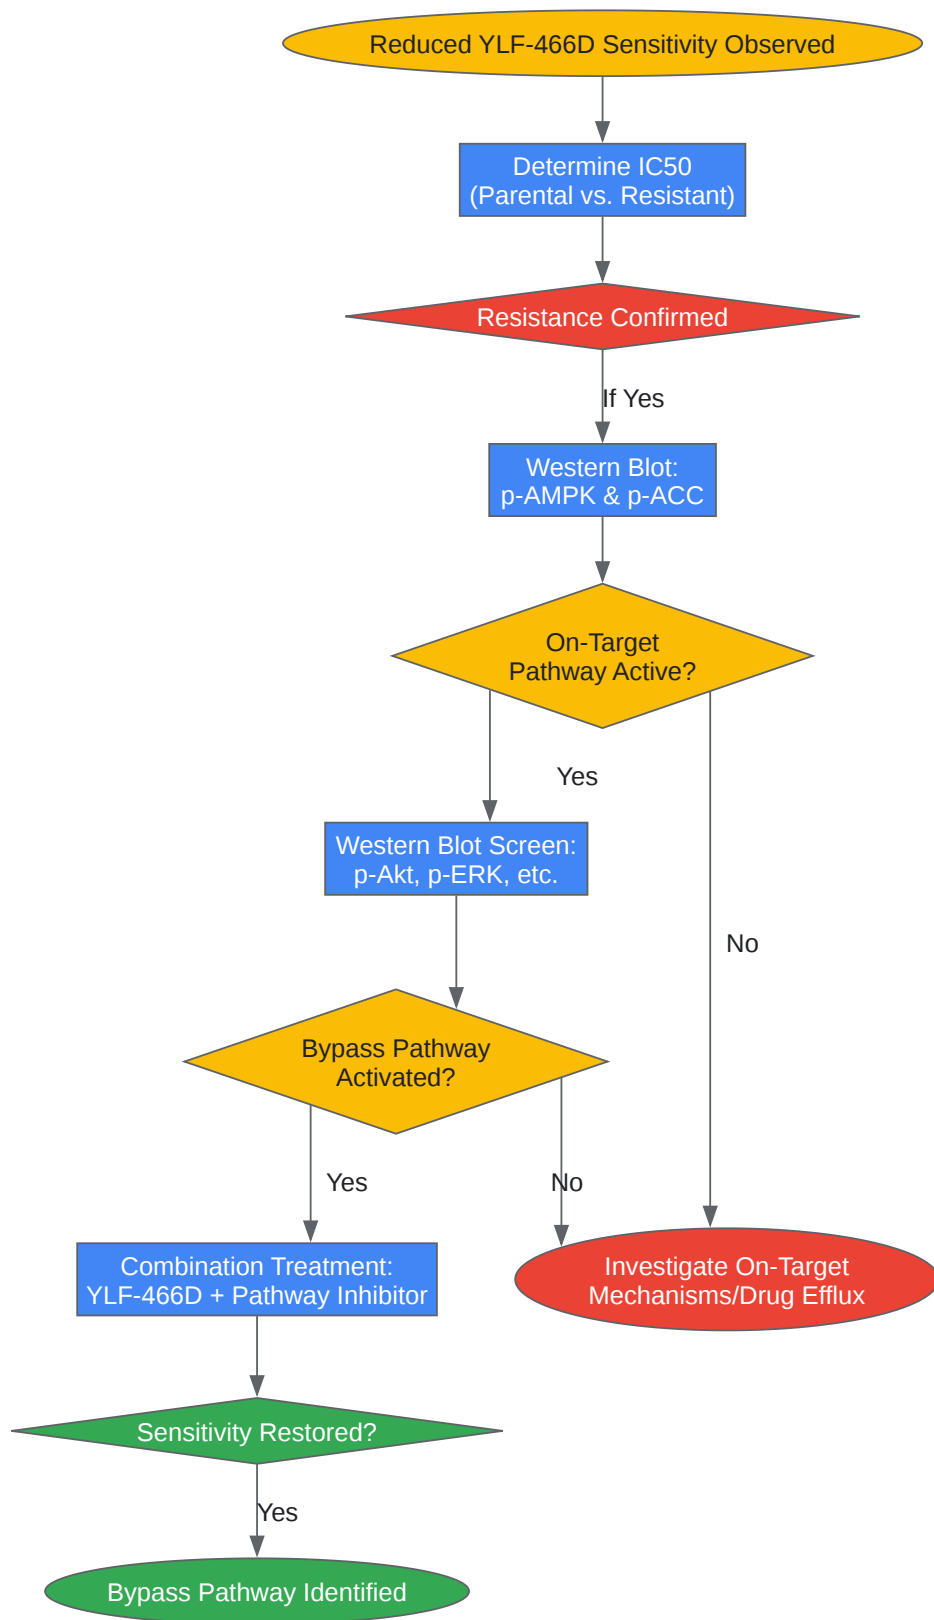 Reduced YLF-466D Sensitivity Observed
Determine IC50
(Parental vs. Resistant)
Resistance Confirmed
If Yes
Western Blot:
p-AMPK & p-ACC
On-Target
Pathway Active?
Yes
Western Blot Screen:
p-Akt, p-ERK, etc.
No
Bypass Pathway
Activated?
Yes
No
Combination Treatment:
YLF-466D + Pathway Inhibitor
Investigate On-Target
Mechanisms/Drug Efflux
Sensitivity Restored?
Yes
Bypass Pathway Identified